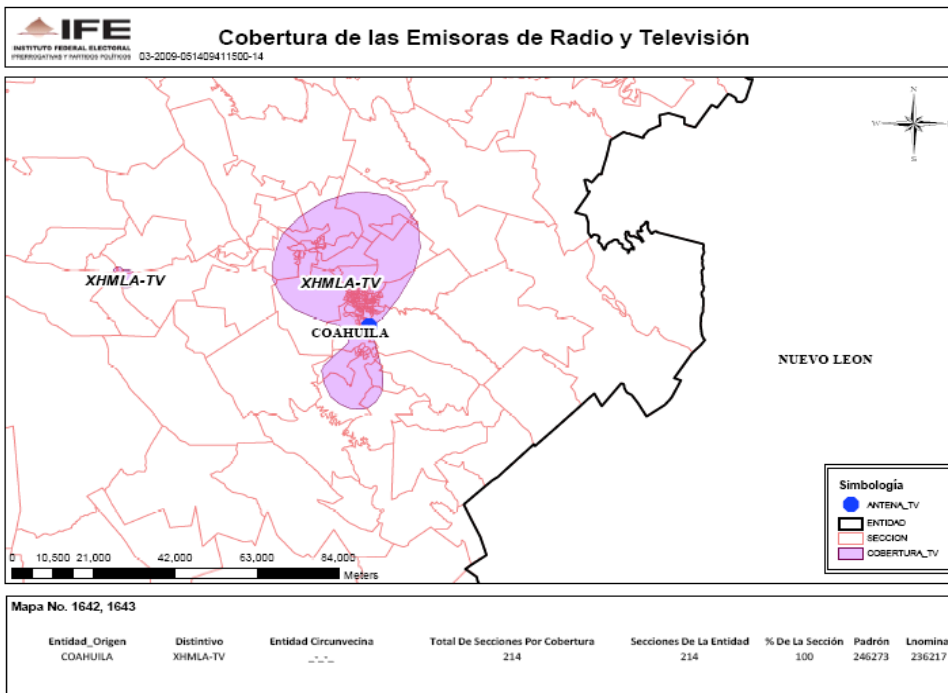 IFE
INSTITUTO FEDERAL ELECTORAL
PRERROGATIVAS Y PARTIDOS POLÍTICOS
03-2009-051409411500-14
Cobertura de las Emisoras de Radio y Televisión
N
W
S
XHMLA-TV
XHMLA-TV
COAHUILA
NUEVO LEON
Simbología
ANTENA_TV
ENTIDAD
SECCION
COBERTURA_TV
0 10,500 21,000 42,000 63,000 84,000
Meters
Mapa No. 1642, 1643
Entidad_Origen Distintivo Entidad Circunvecina Total De Secciones Por Cobertura Secciones De La Entidad % De La Sección Padrón Lnomina
COAHUILA XHMLA-TV _-_-_ 214 214 100 246273 236217